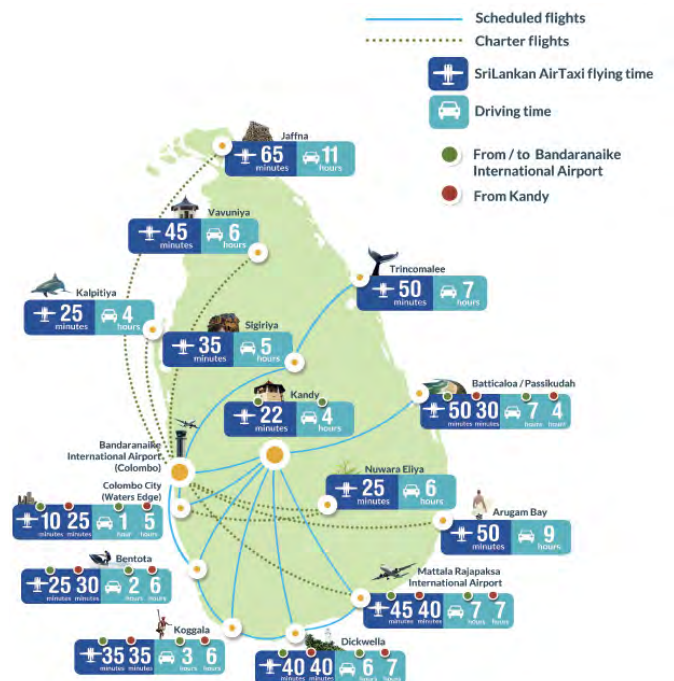 Scheduled flights
Charter flights
SriLankan AirTaxi flying time
Driving time
From / to Bandaranaike
International Airport
From Kandy
Jaffna
65 minutes 11 hours
Vavuniya
45 minutes 6 hours
Trincomalee
50 minutes 7 hours
Kalpitiya
25 minutes 4 hours
Sigiriya
35 minutes 5 hours
Kandy
22 minutes 4 hours
Batticaloa / Passikudah
50 minutes 30 minutes 7 hours 4 hours
Bandaranaike
International Airport
(Colombo)
Colombo City
(Waters Edge)
10 minutes 25 minutes 1 hour 5 hours
Nuwara Eliya
25 minutes 6 hours
Arugam Bay
50 minutes 9 hours
Bentota
25 minutes 30 minutes 2 hours 6 hours
Mattala Rajapaksa
International Airport
45 minutes 40 minutes 7 hours 7 hours
Koggala
35 minutes 35 minutes 3 hours 6 hours
Dickwella
40 minutes 40 minutes 6 hours 7 hours